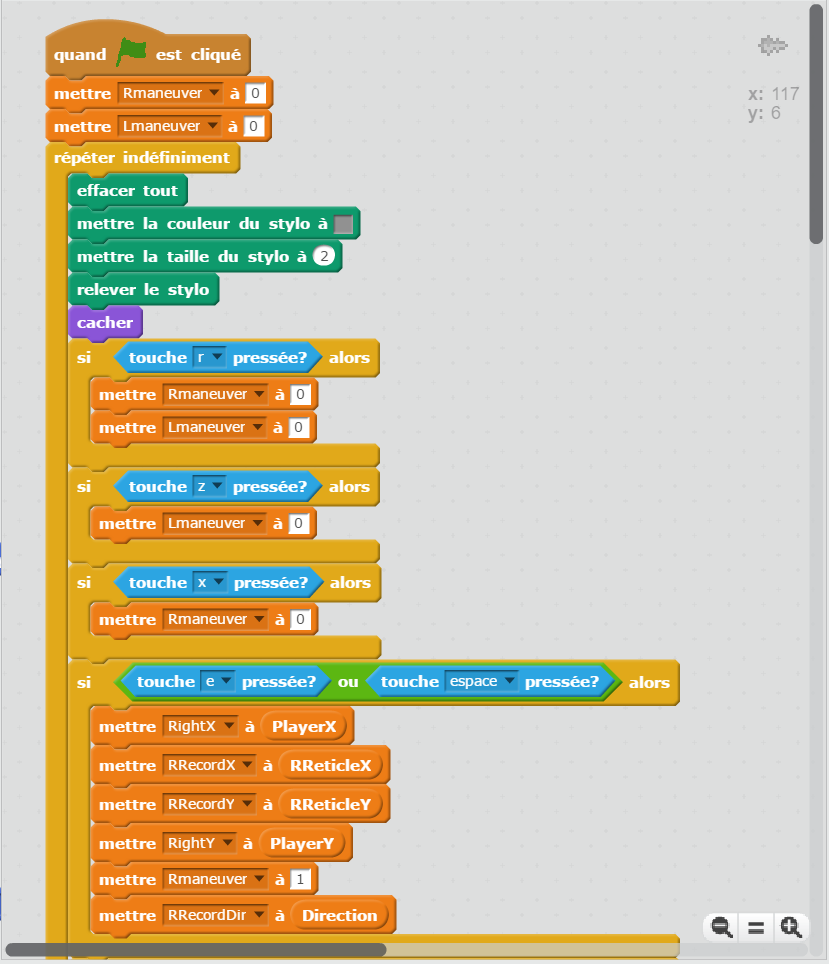 quand est cliqué
mettre Rmaneuver à 0
mettre Lmaneuver à 0
répéter indéfiniment
effacer tout
mettre la couleur du stylo à
mettre la taille du stylo à 2
relever le stylo
cacher
si touche r pressée? alors
mettre Rmaneuver à 0
mettre Lmaneuver à 0
si touche z pressée? alors
mettre Lmaneuver à 0
si touche x pressée? alors
mettre Rmaneuver à 0
si touche e pressée? ou touche espace pressée? alors
mettre RightX à PlayerX
mettre RRecordX à RReticleX
mettre RRecordY à RReticleY
mettre RightY à PlayerY
mettre Rmaneuver à 1
mettre RRecordDir à Direction
x: 117
y: 6